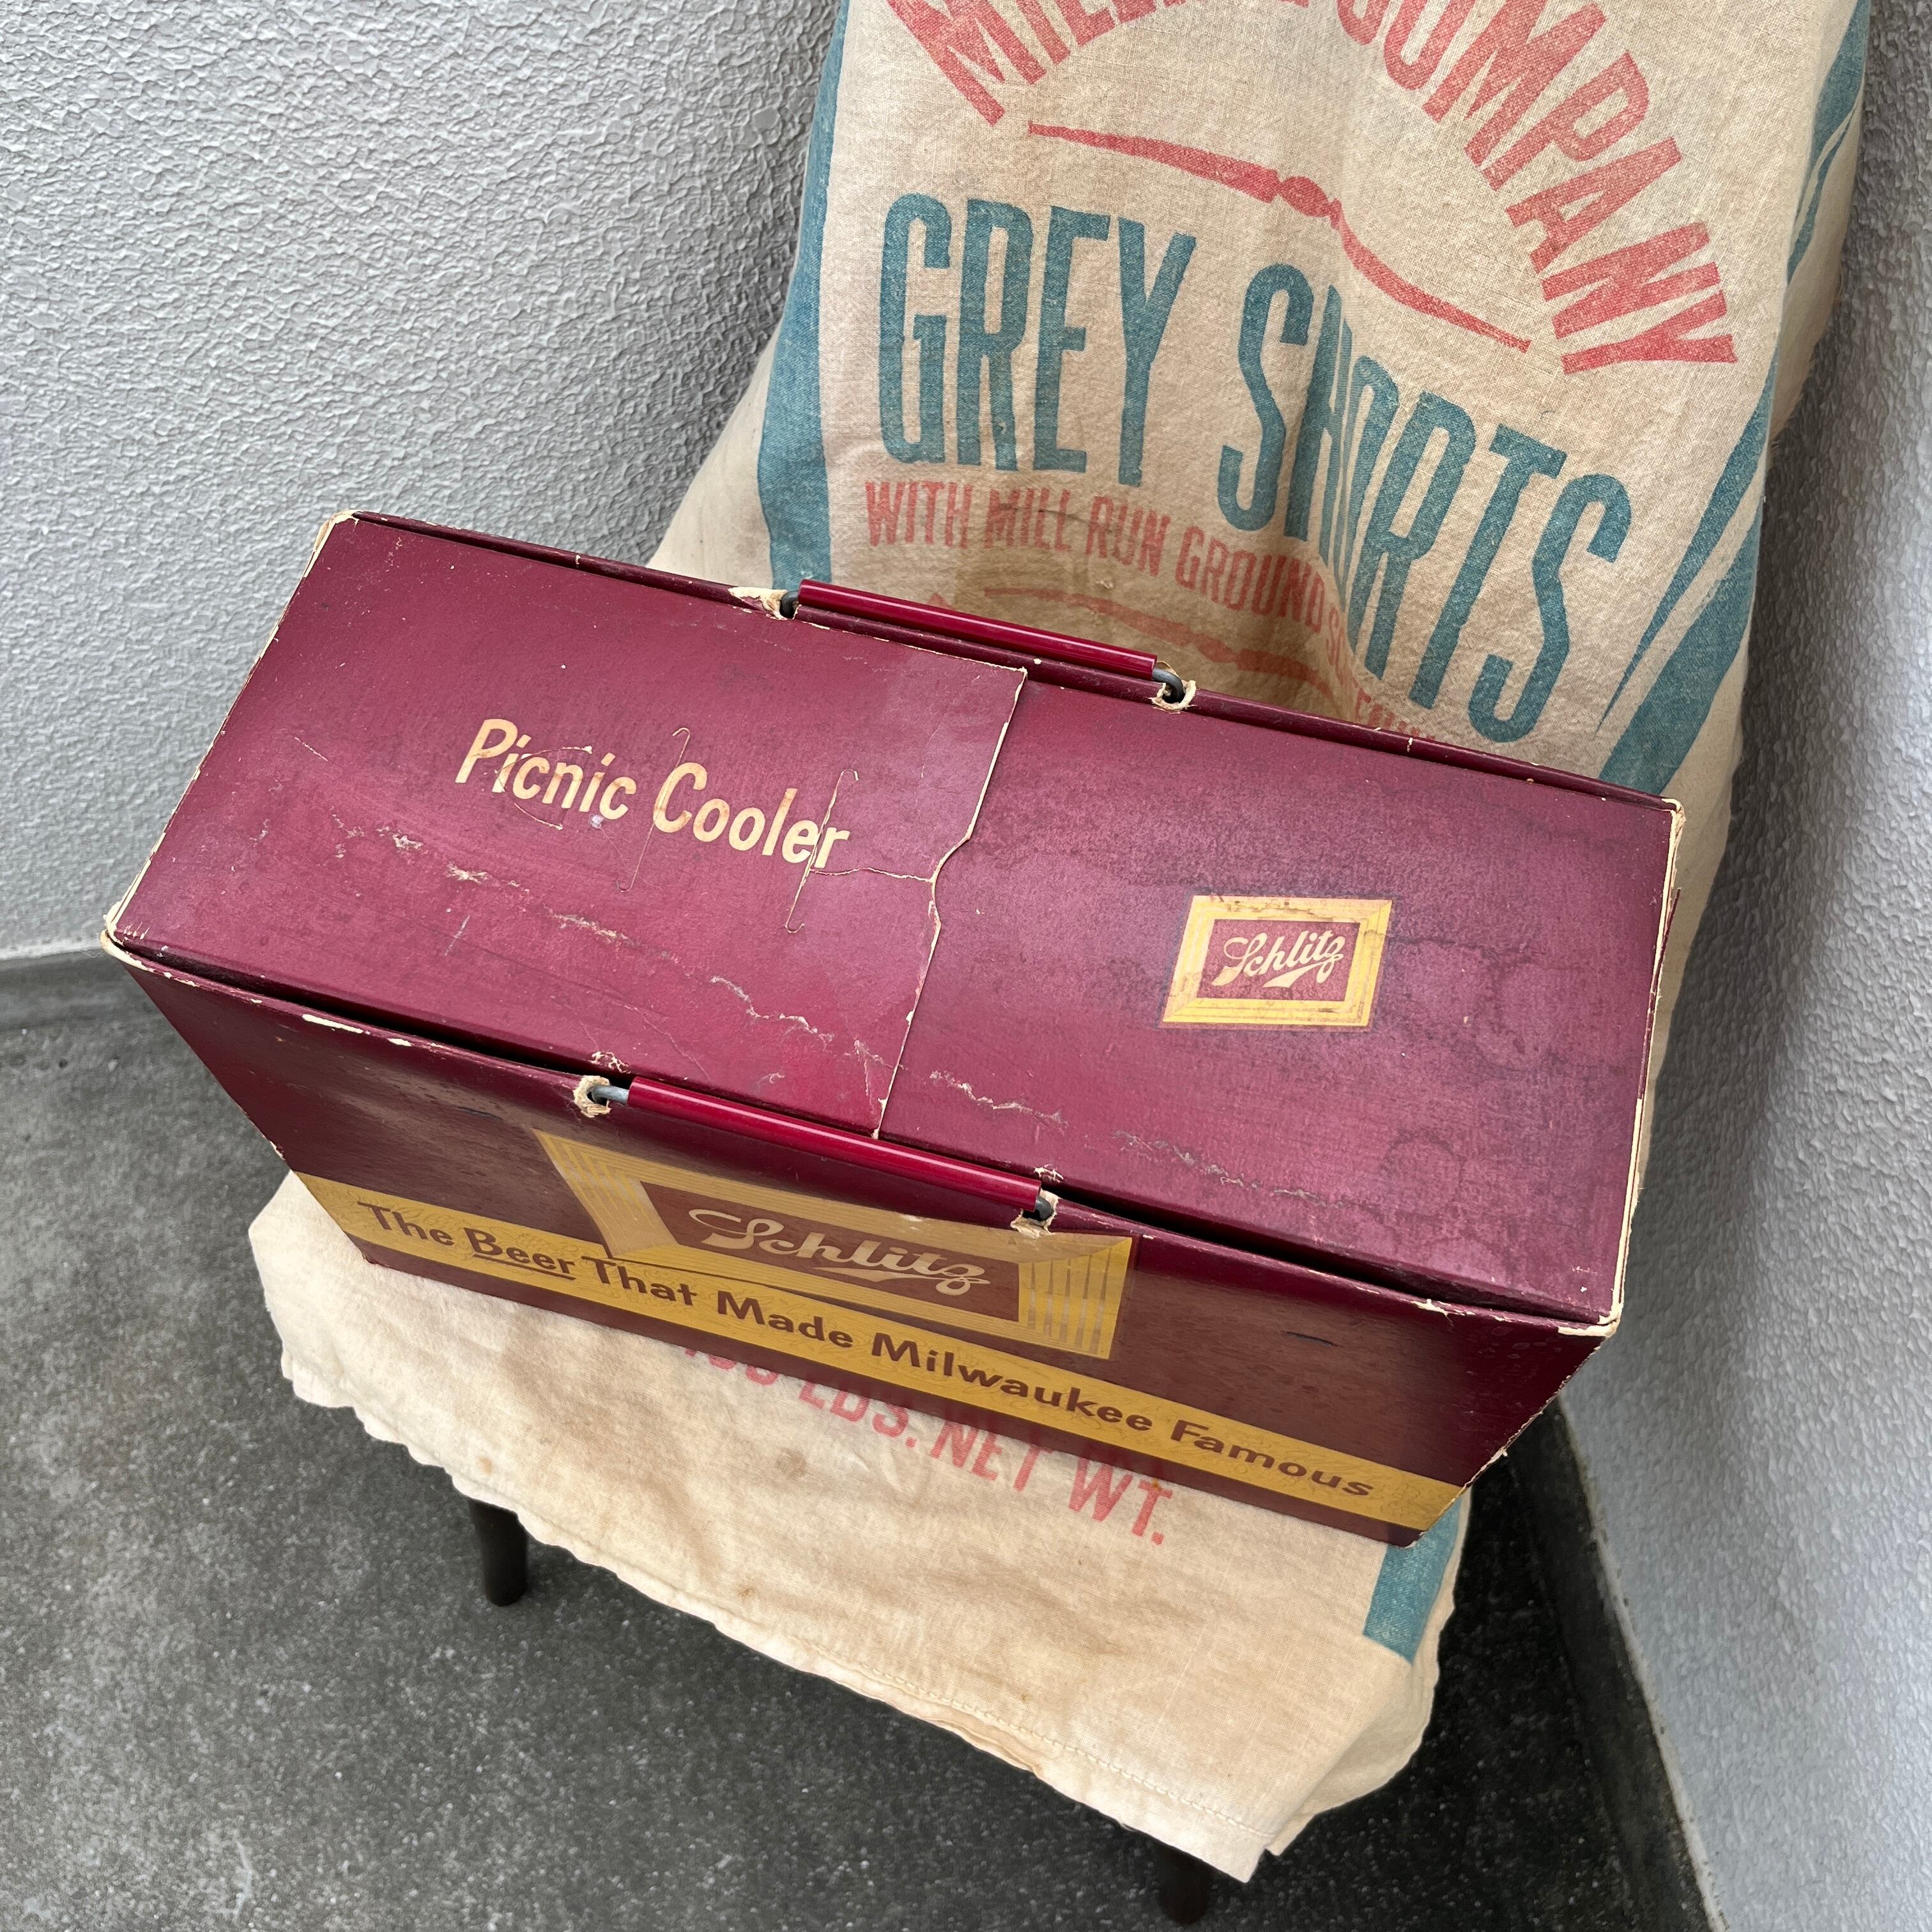 COMPANY
GREY SHORTS
WITH MILL RUN GROUND
Picnic Cooler
Schlitz
Schlitz
The Beer That Made Milwaukee Famous
LBS. NET WT.